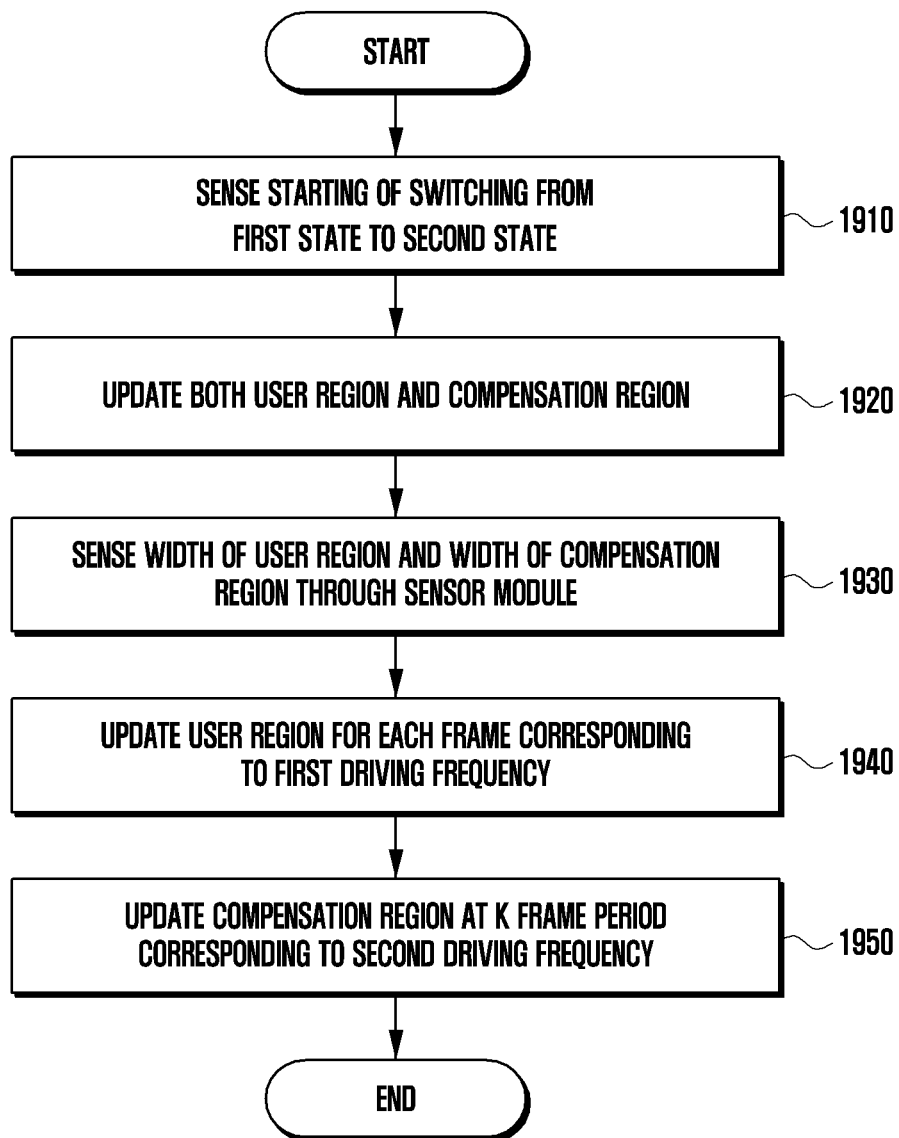 START
SENSE STARTING OF SWITCHING FROM
FIRST STATE TO SECOND STATE
1910
UPDATE BOTH USER REGION AND COMPENSATION REGION
1920
SENSE WIDTH OF USER REGION AND WIDTH OF COMPENSATION
REGION THROUGH SENSOR MODULE
1930
UPDATE USER REGION FOR EACH FRAME CORRESPONDING
TO FIRST DRIVING FREQUENCY
1940
UPDATE COMPENSATION REGION AT K FRAME PERIOD
CORRESPONDING TO SECOND DRIVING FREQUENCY
1950
END